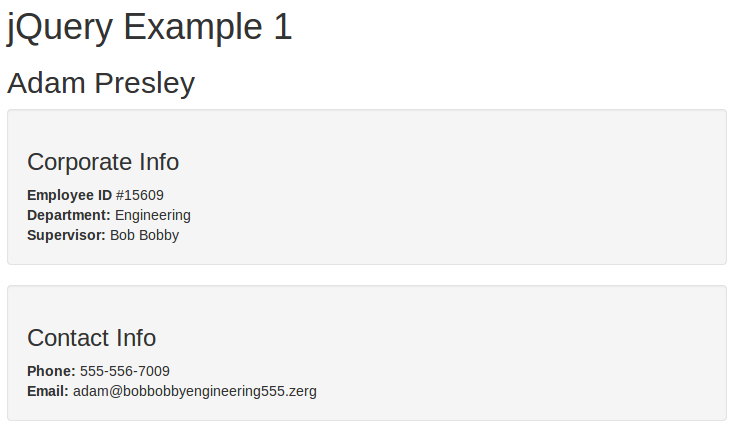 jQuery Example 1
Adam Presley
Corporate Info
Employee ID #15609
Department: Engineering
Supervisor: Bob Bobby
Contact Info
Phone: 555-556-7009
Email: adam@bobbobbyengineering555.zerg